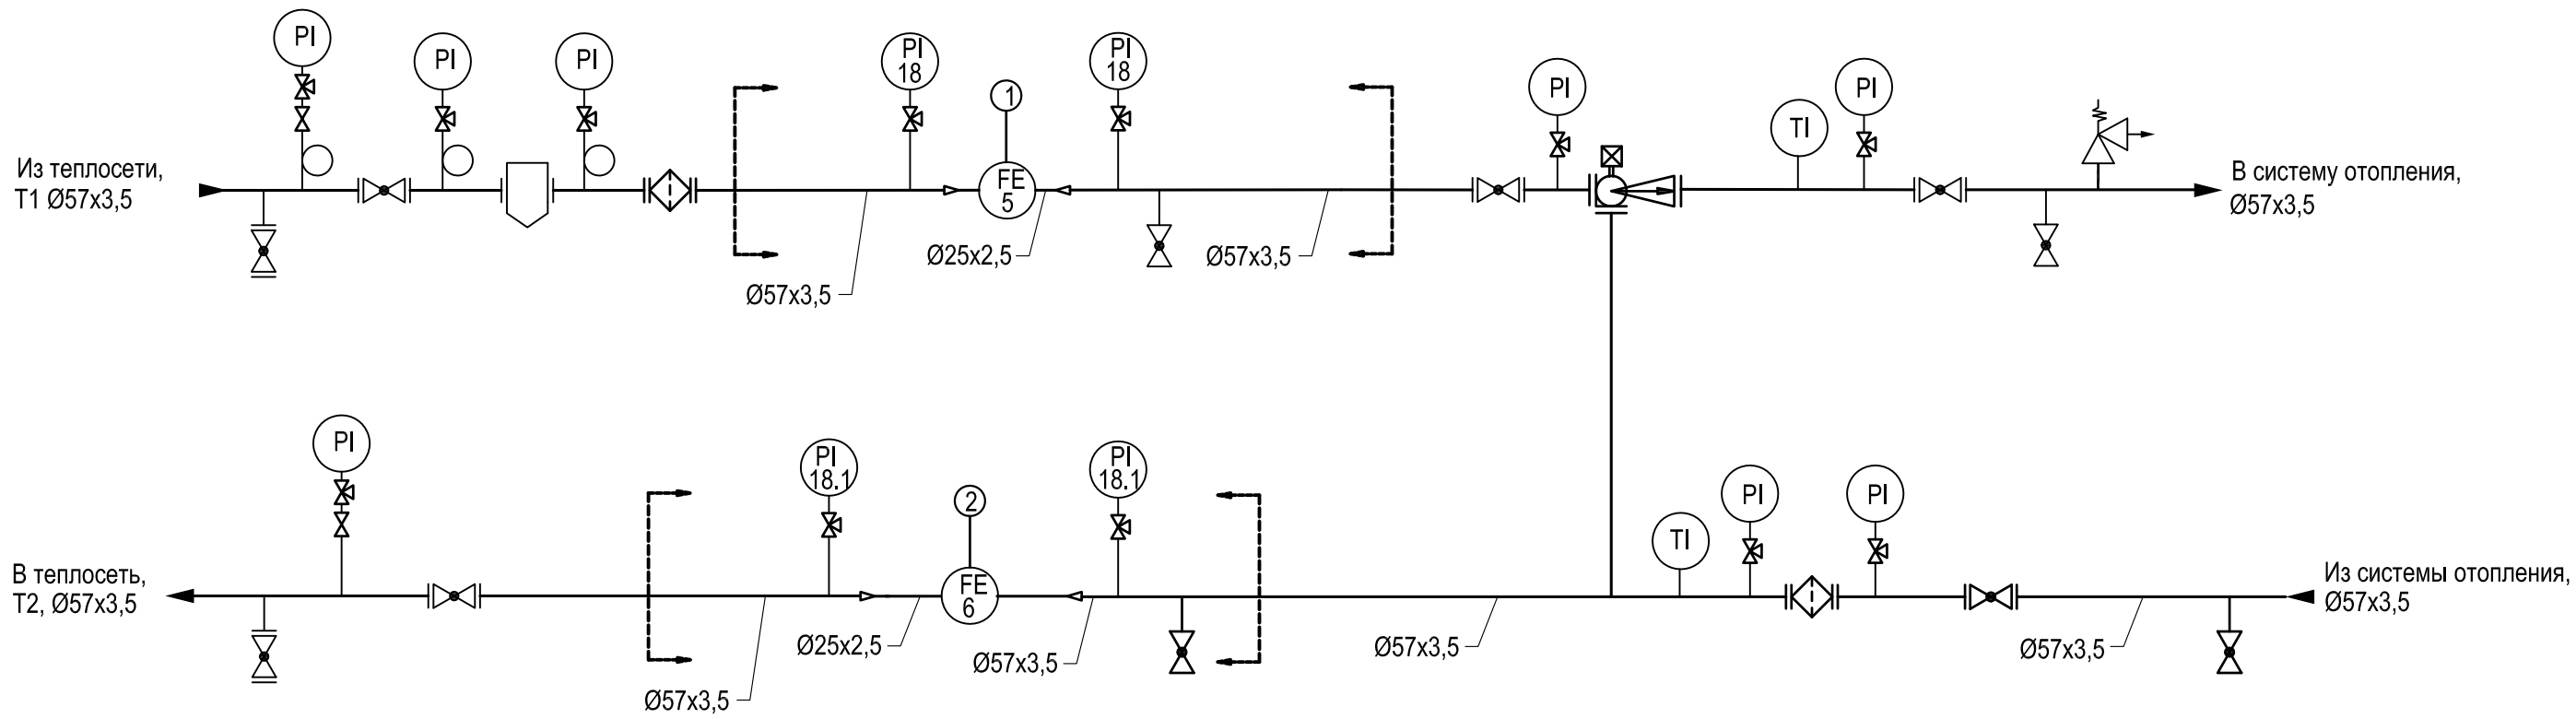 PI
PI
PI
PI
18
PI
18
1
FE
5
PI
TI
PI
Из теплосети,
T1 Ø57x3,5
В систему отопления,
Ø57x3,5
Ø57x3,5
Ø25x2,5
Ø57x3,5
PI
PI
18.1
PI
18.1
2
FE
6
TI
PI
PI
В теплосеть,
T2, Ø57x3,5
Из системы отопления,
Ø57x3,5
Ø57x3,5
Ø25x2,5
Ø57x3,5
Ø57x3,5
Ø57x3,5